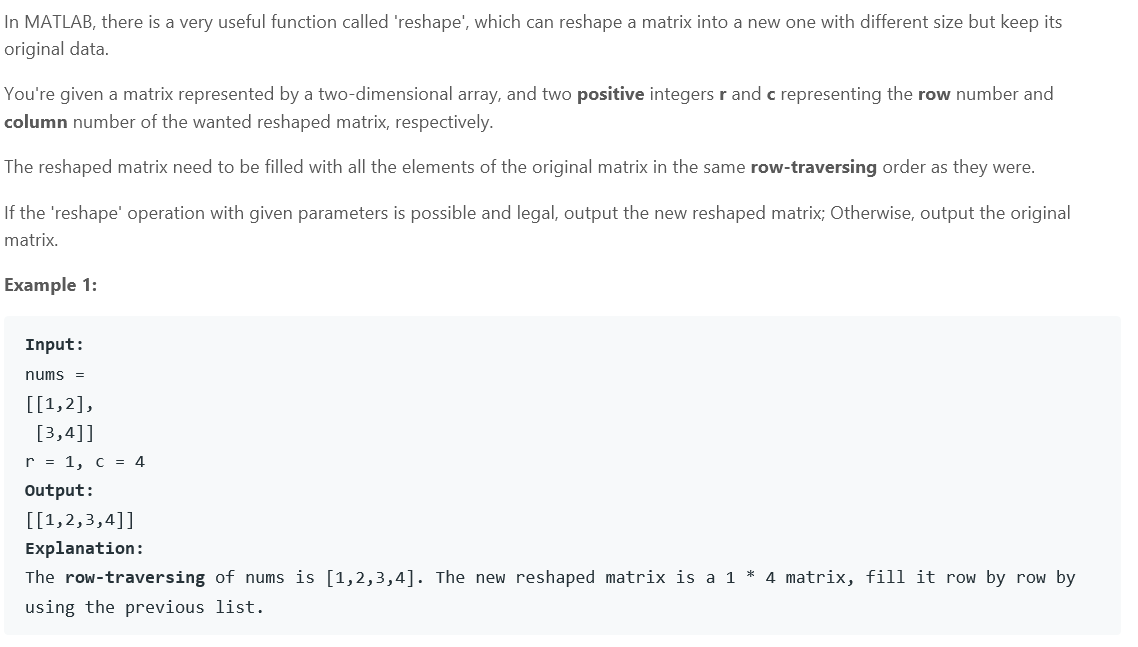 In MATLAB, there is a very useful function called 'reshape', which can reshape a matrix into a new one with different size but keep its
original data.
You're given a matrix represented by a two-dimensional array, and two positive integers r and c representing the row number and
column number of the wanted reshaped matrix, respectively.
The reshaped matrix need to be filled with all the elements of the original matrix in the same row-traversing order as they were.
If the 'reshape' operation with given parameters is possible and legal, output the new reshaped matrix; Otherwise, output the original
matrix.
Example 1:
Input:
nums =
[[1,2],
 [3,4]]
r = 1, c = 4
Output:
[[1,2,3,4]]
Explanation:
The row-traversing of nums is [1,2,3,4]. The new reshaped matrix is a 1 * 4 matrix, fill it row by row by
using the previous list.